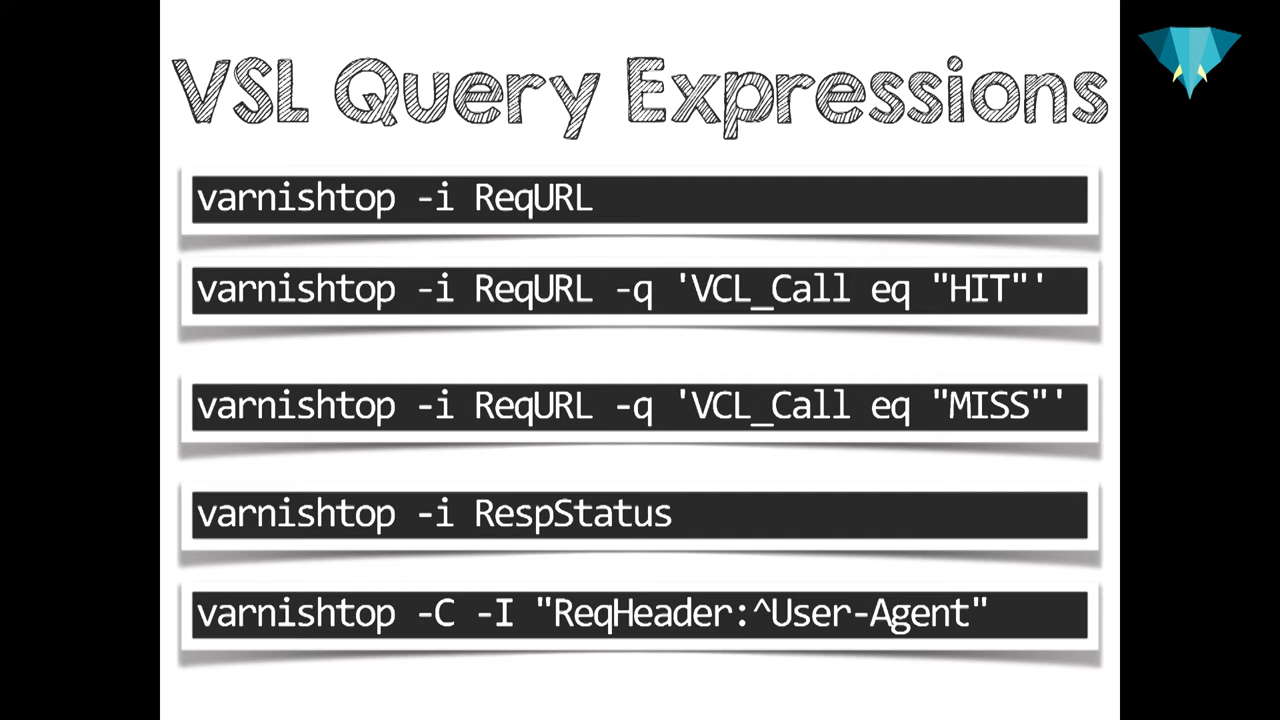 VSL Query Expressions
varnishtop -i ReqURL
varnishtop -i ReqURL -q 'VCL_Call eq "HIT"'
varnishtop -i ReqURL -q 'VCL_Call eq "MISS"'
varnishtop -i RespStatus
varnishtop -C -I "ReqHeader:^User-Agent"